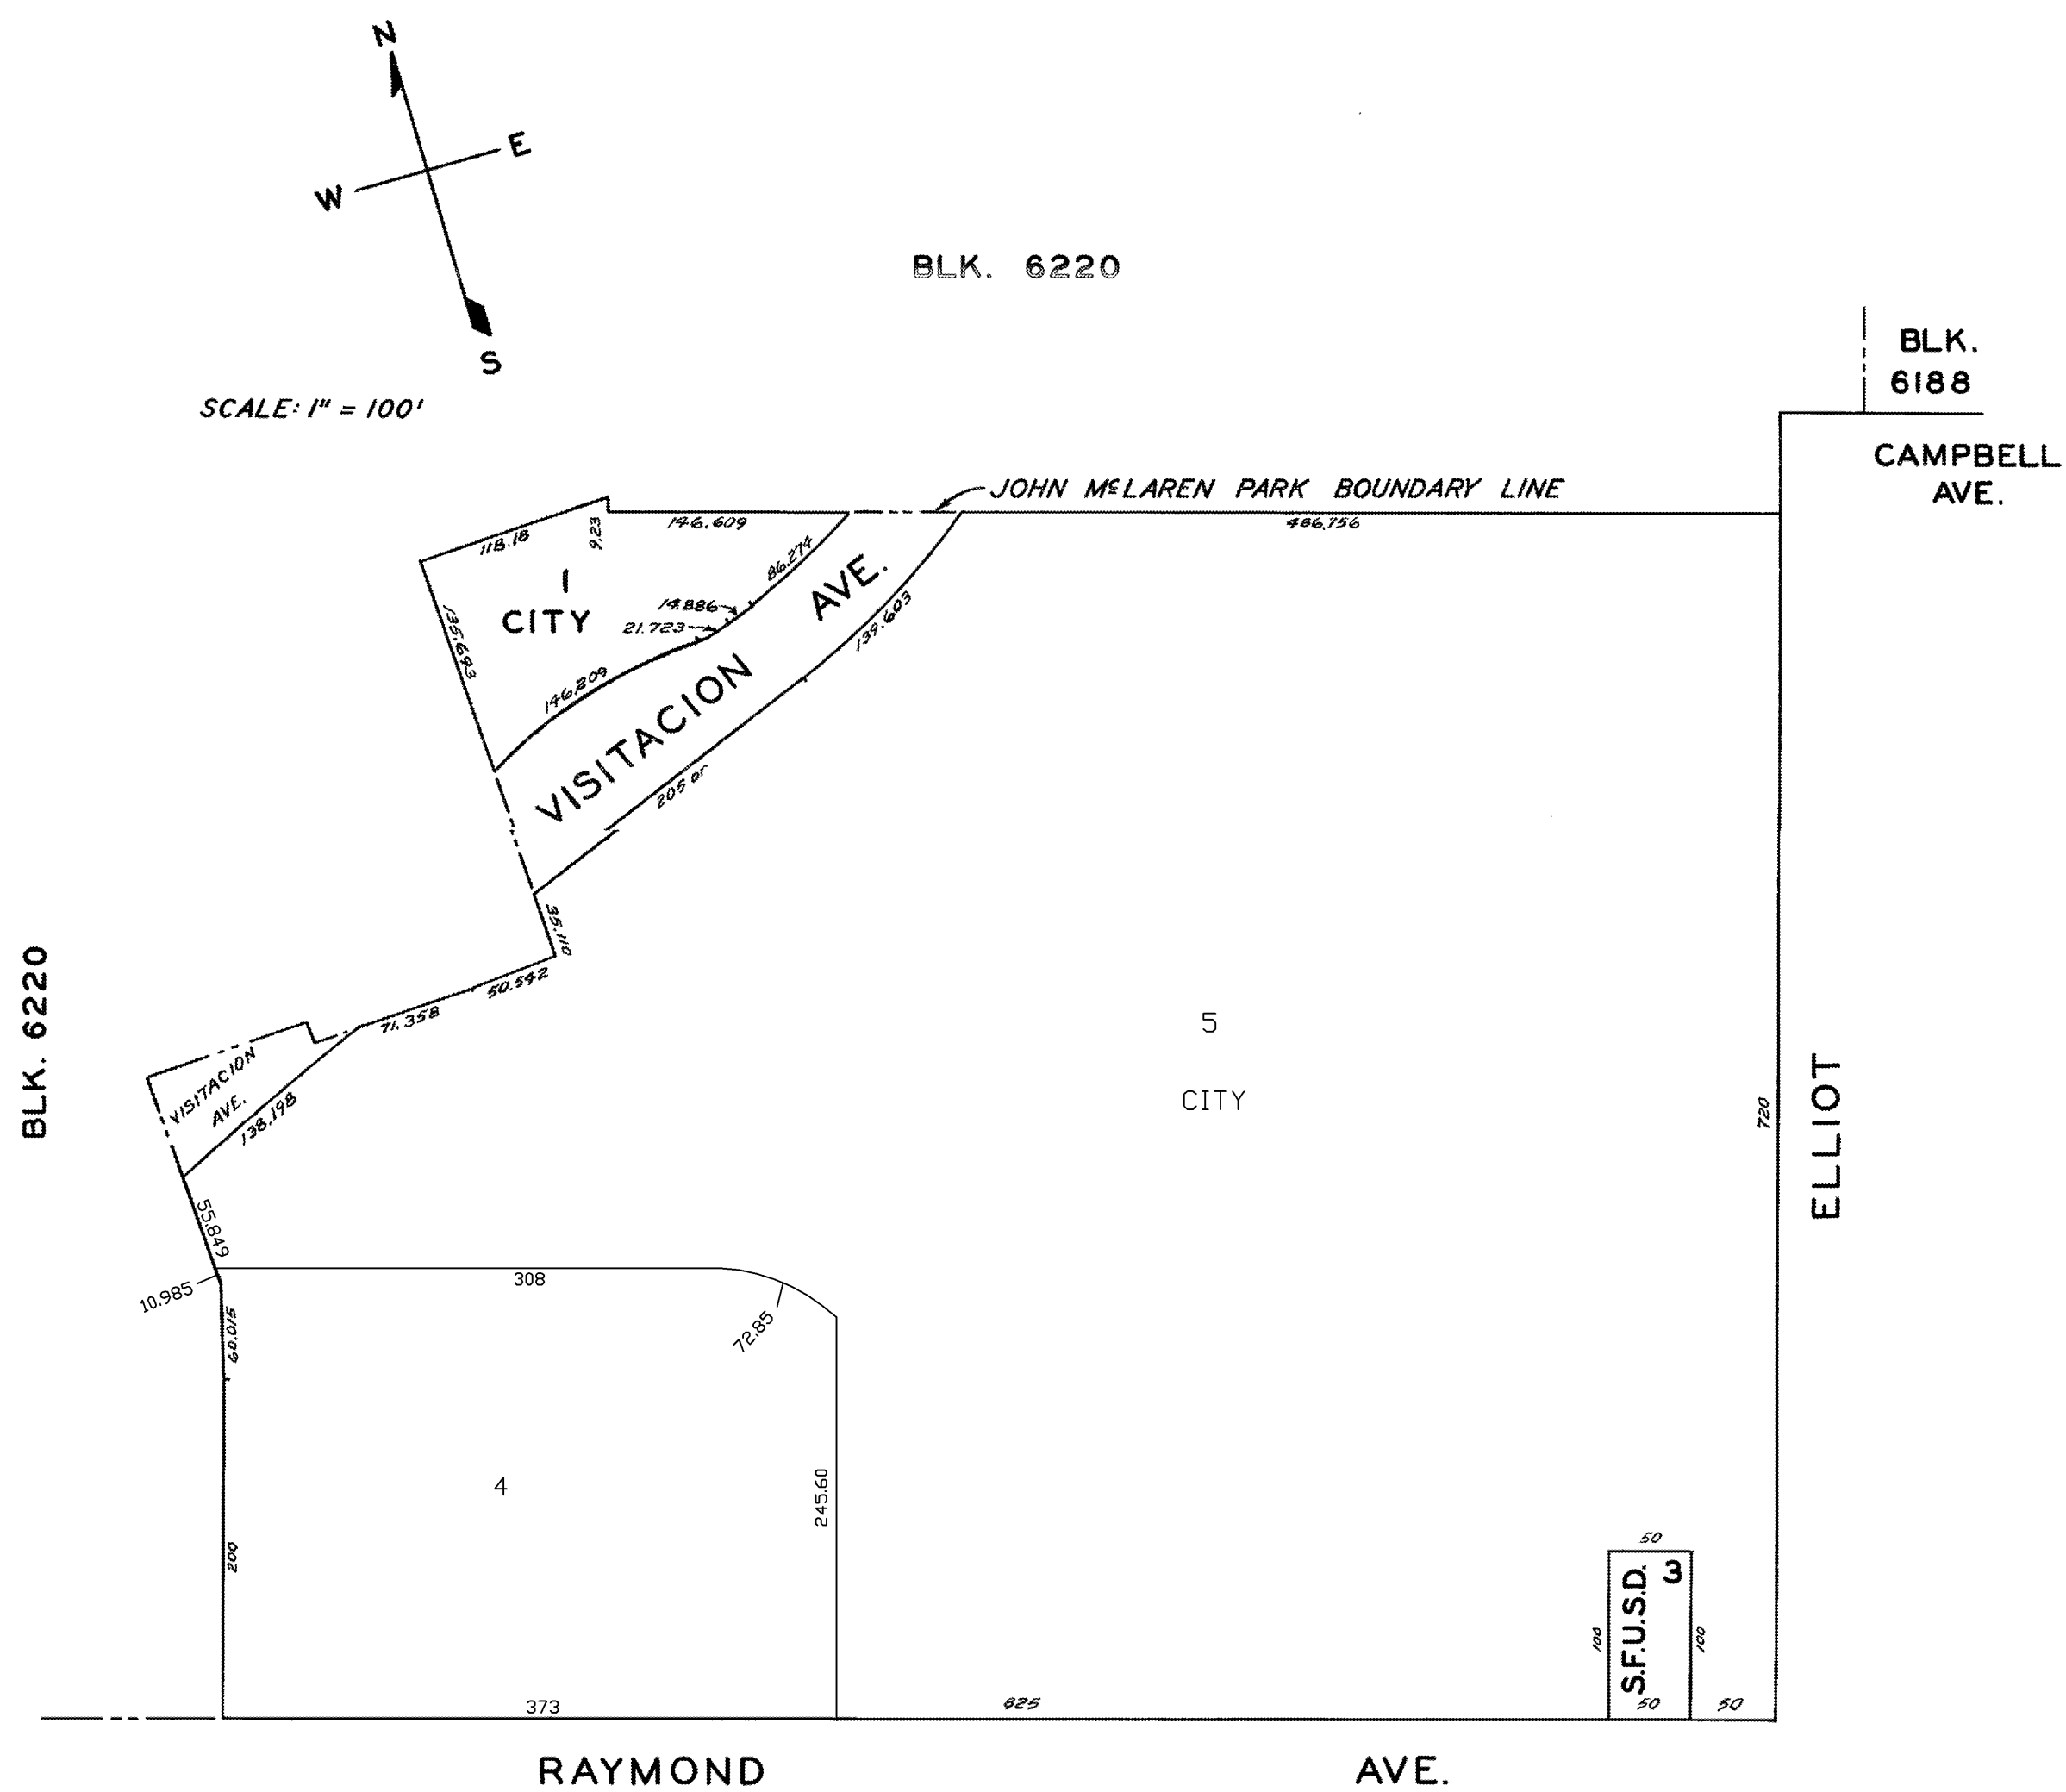 N
E
W
S
SCALE: 1" = 100'
BLK. 6220
BLK.
6188
CAMPBELL
AVE.
JOHN McLAREN PARK BOUNDARY LINE
118.18
9.23
146.609
486.756
1
CITY
135.693
86.274
14.886
21.723
146.209
VISITACION AVE.
139.603
205 or
35.110
50.542
71.358
BLK. 6220
VISITACION
AVE.
138.198
55.849
10.985
60.015
308
72.85
5
CITY
720
ELLIOT
4
245.60
200
50
3
S.F.U.S.D.
100
100
373
825
50
50
RAYMOND AVE.